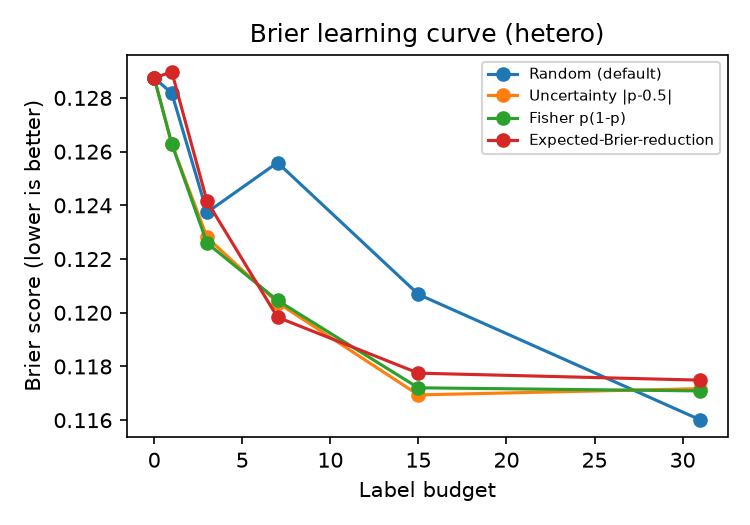 Brier learning curve (hetero)
Random (default)
Uncertainty |p-0.5|
Fisher p(1-p)
Expected-Brier-reduction
Brier score (lower is better)
0.128
0.126
0.124
0.122
0.120
0.118
0.116
0 5 10 15 20 25 30
Label budget